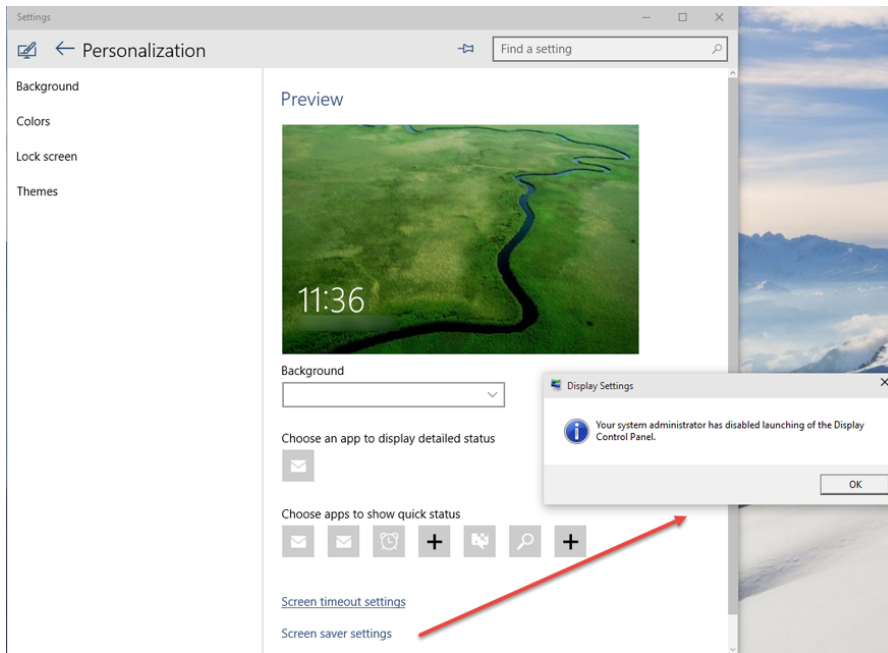 Settings
Personalization
Find a setting
Background
Colors
Lock screen
Themes
Preview
11:36
Background
Choose an app to display detailed status
Choose apps to show quick status
Screen timeout settings
Screen saver settings
Display Settings
Your system administrator has disabled launching of the Display
Control Panel.
OK